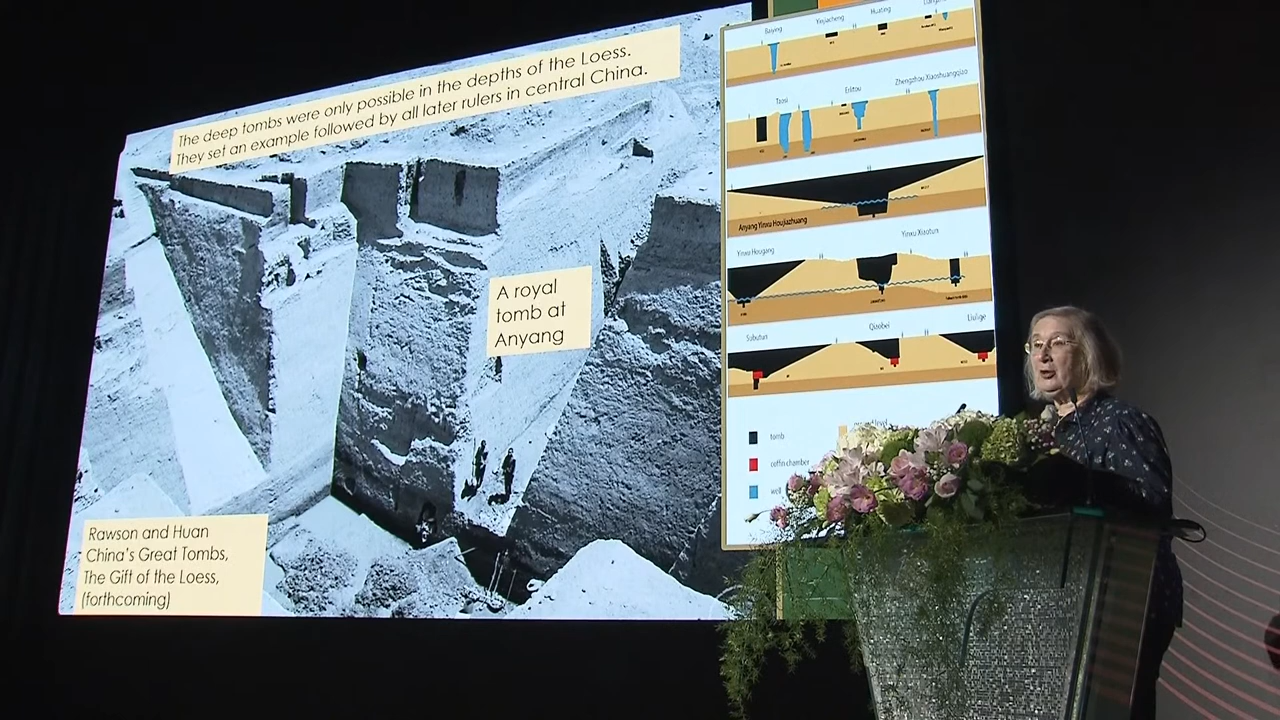 The deep tombs were only possible in the depths of the Loess.
They set an example followed by all later rulers in central China.
A royal
tomb at
Anyang
Rawson and Huan
China's Great Tombs,
The Gift of the Loess,
(forthcoming)
Beiying
Yinjiacheng
Huating
Taosi
Erlitou
Zhengzhou Xiaoshuangqiao
Anyang Yinxu Houjiazhuang
Yinxu Hougang
Yinxu Xiaotun
Subutun
Qiaobei
Liulige
tomb
coffin chamber
well